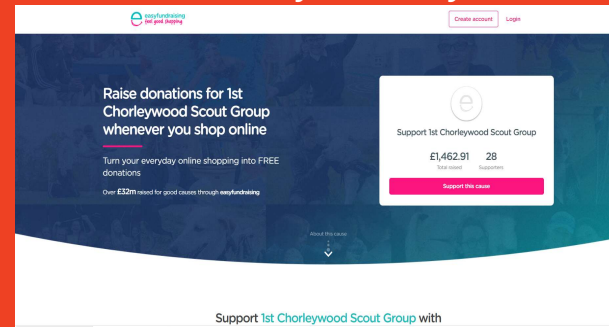 easyfundraising
feel good shopping
Create account
Login
Raise donations for 1st
Chorleywood Scout Group
whenever you shop online
Turn your everyday online shopping into FREE
donations
Over £32m raised for good causes through easyfundraising
e
Support 1st Chorleywood Scout Group
£1,462.91 28
Total raised Supporters
Support this cause
About this cause
Support 1st Chorleywood Scout Group with